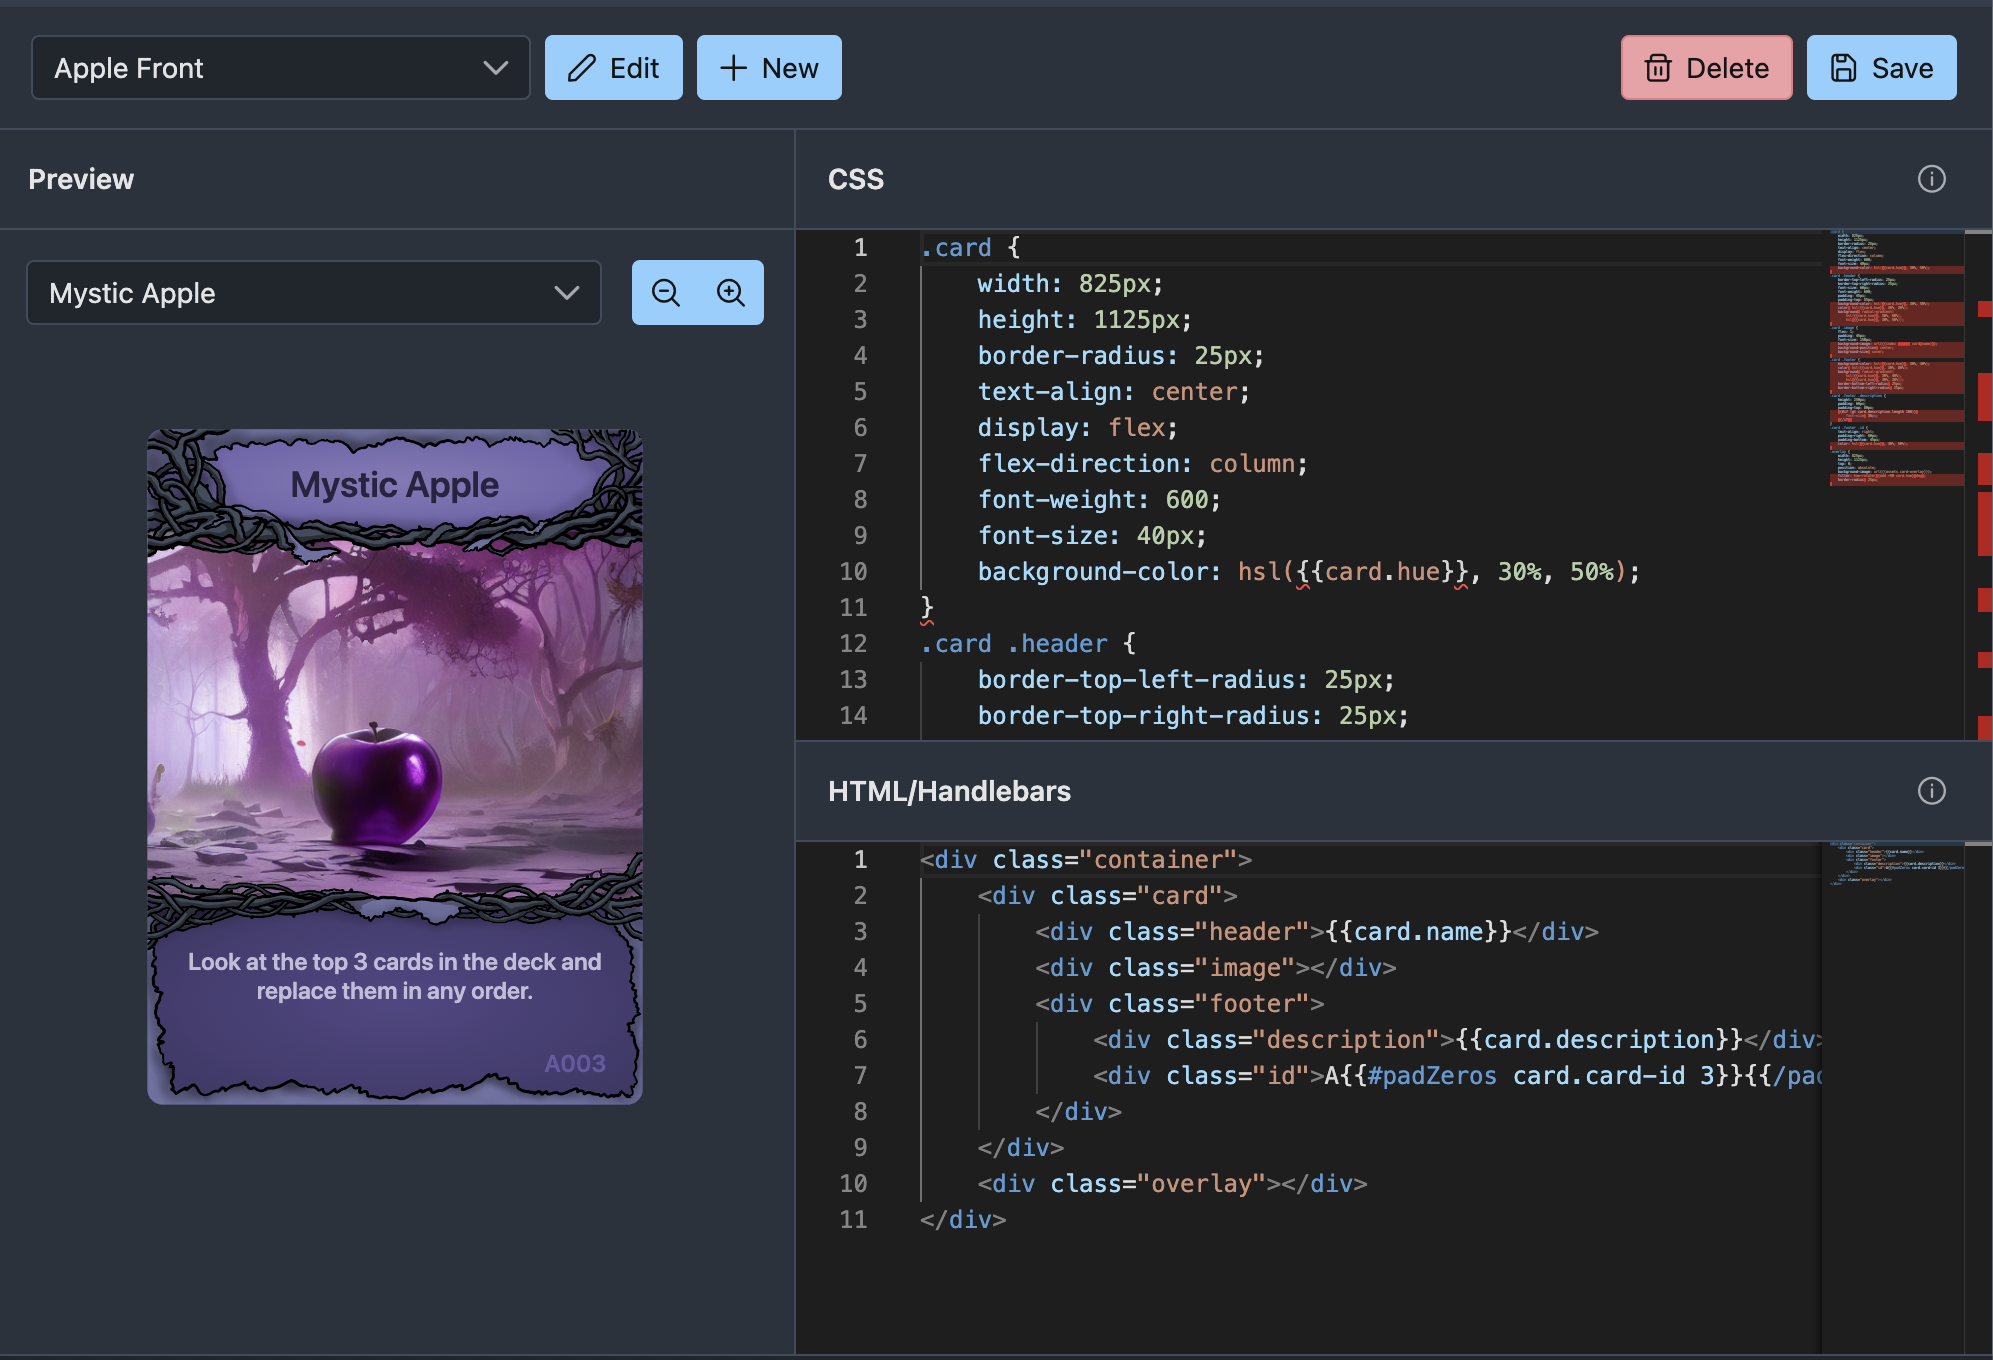 Apple Front
Edit
New
Delete
Save
Preview
Mystic Apple
Mystic Apple
Look at the top 3 cards in the deck and
replace them in any order.
A003
CSS
1 .card {
2 width: 825px;
3 height: 1125px;
4 border-radius: 25px;
5 text-align: center;
6 display: flex;
7 flex-direction: column;
8 font-weight: 600;
9 font-size: 40px;
10 background-color: hsl({{card.hue}}, 30%, 50%);
11 }
12 .card .header {
13 border-top-left-radius: 25px;
14 border-top-right-radius: 25px;
HTML/Handlebars
1 <div class="container">
2 <div class="card">
3 <div class="header">{{card.name}}</div>
4 <div class="image"></div>
5 <div class="footer">
6 <div class="description">{{card.description}}</div>
7 <div class="id">A{{#padZeros card.card-id 3}}{{/pad
8 </div>
9 </div>
10 <div class="overlay"></div>
11 </div>